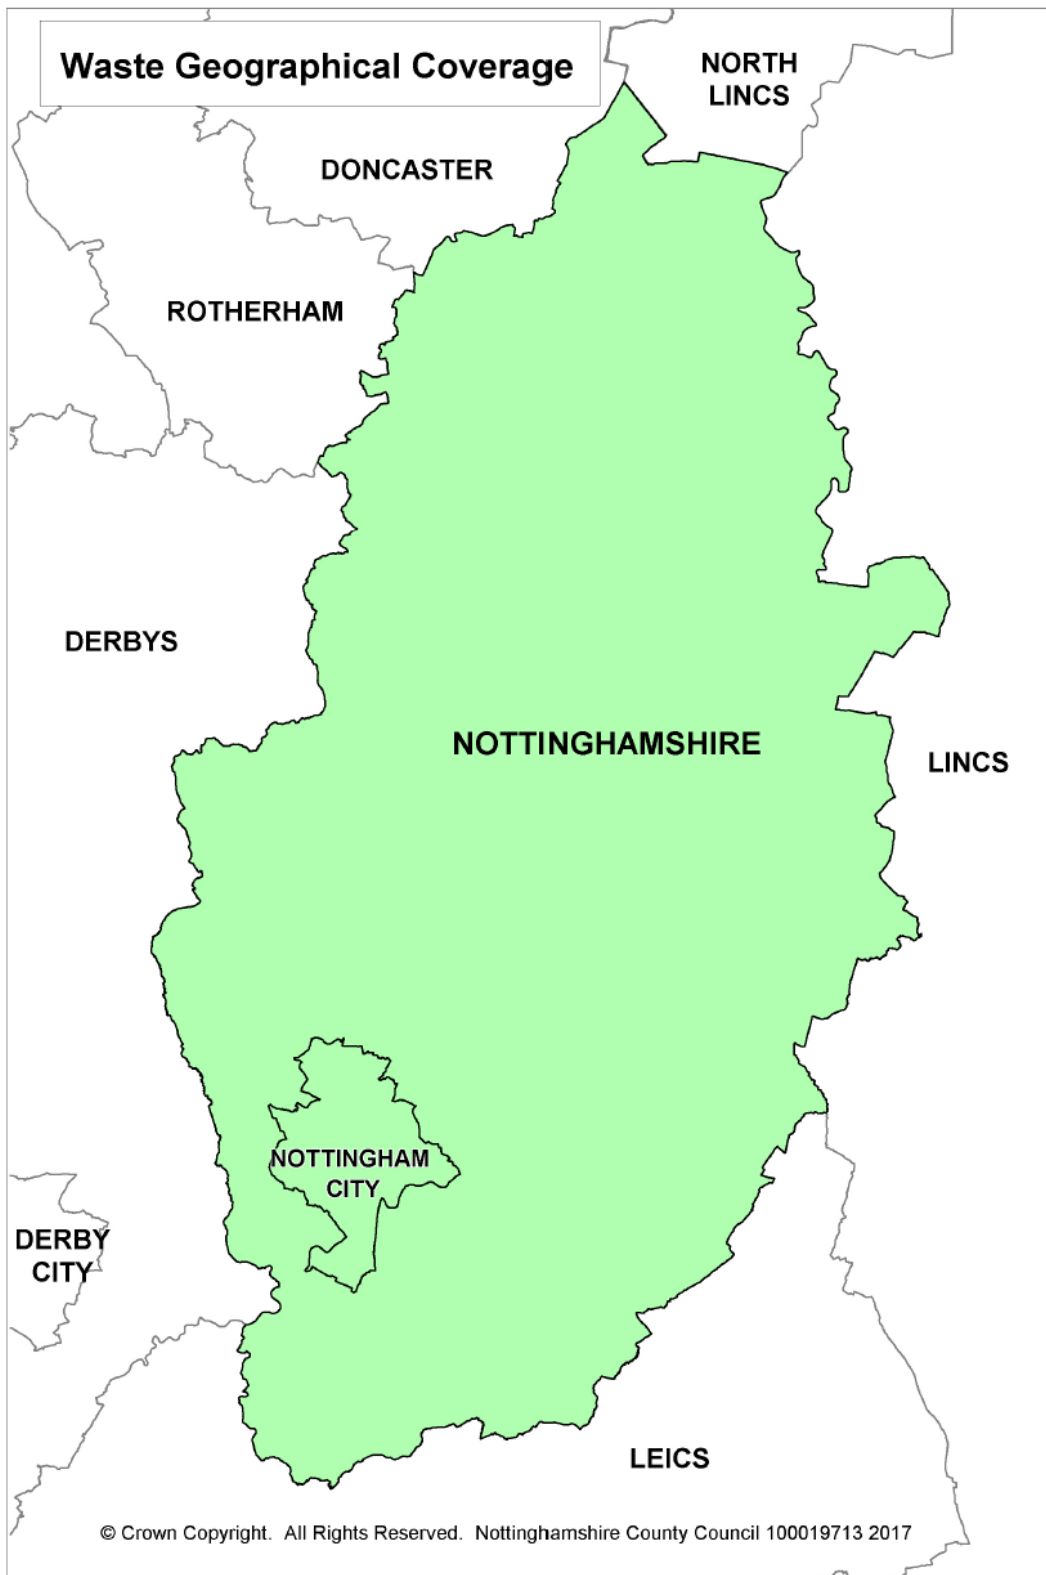 Waste Geographical Coverage
NORTH
LINCS
DONCASTER
ROTHERHAM
DERBYS
NOTTINGHAMSHIRE
LINCS
NOTTINGHAM
CITY
DERBY
CITY
LEICS
© Crown Copyright. All Rights Reserved. Nottinghamshire County Council 100019713 2017